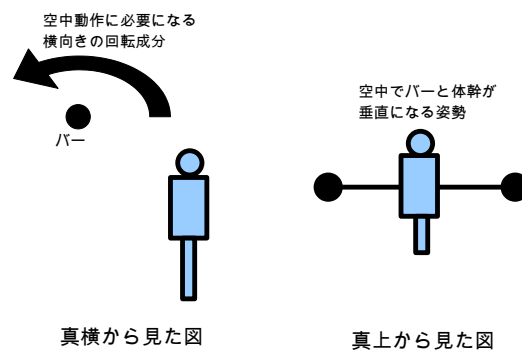 空中動作に必要になる
横向きの回転成分
バー
真横から見た図
空中でバーと体幹が
垂直になる姿勢
真上から見た図